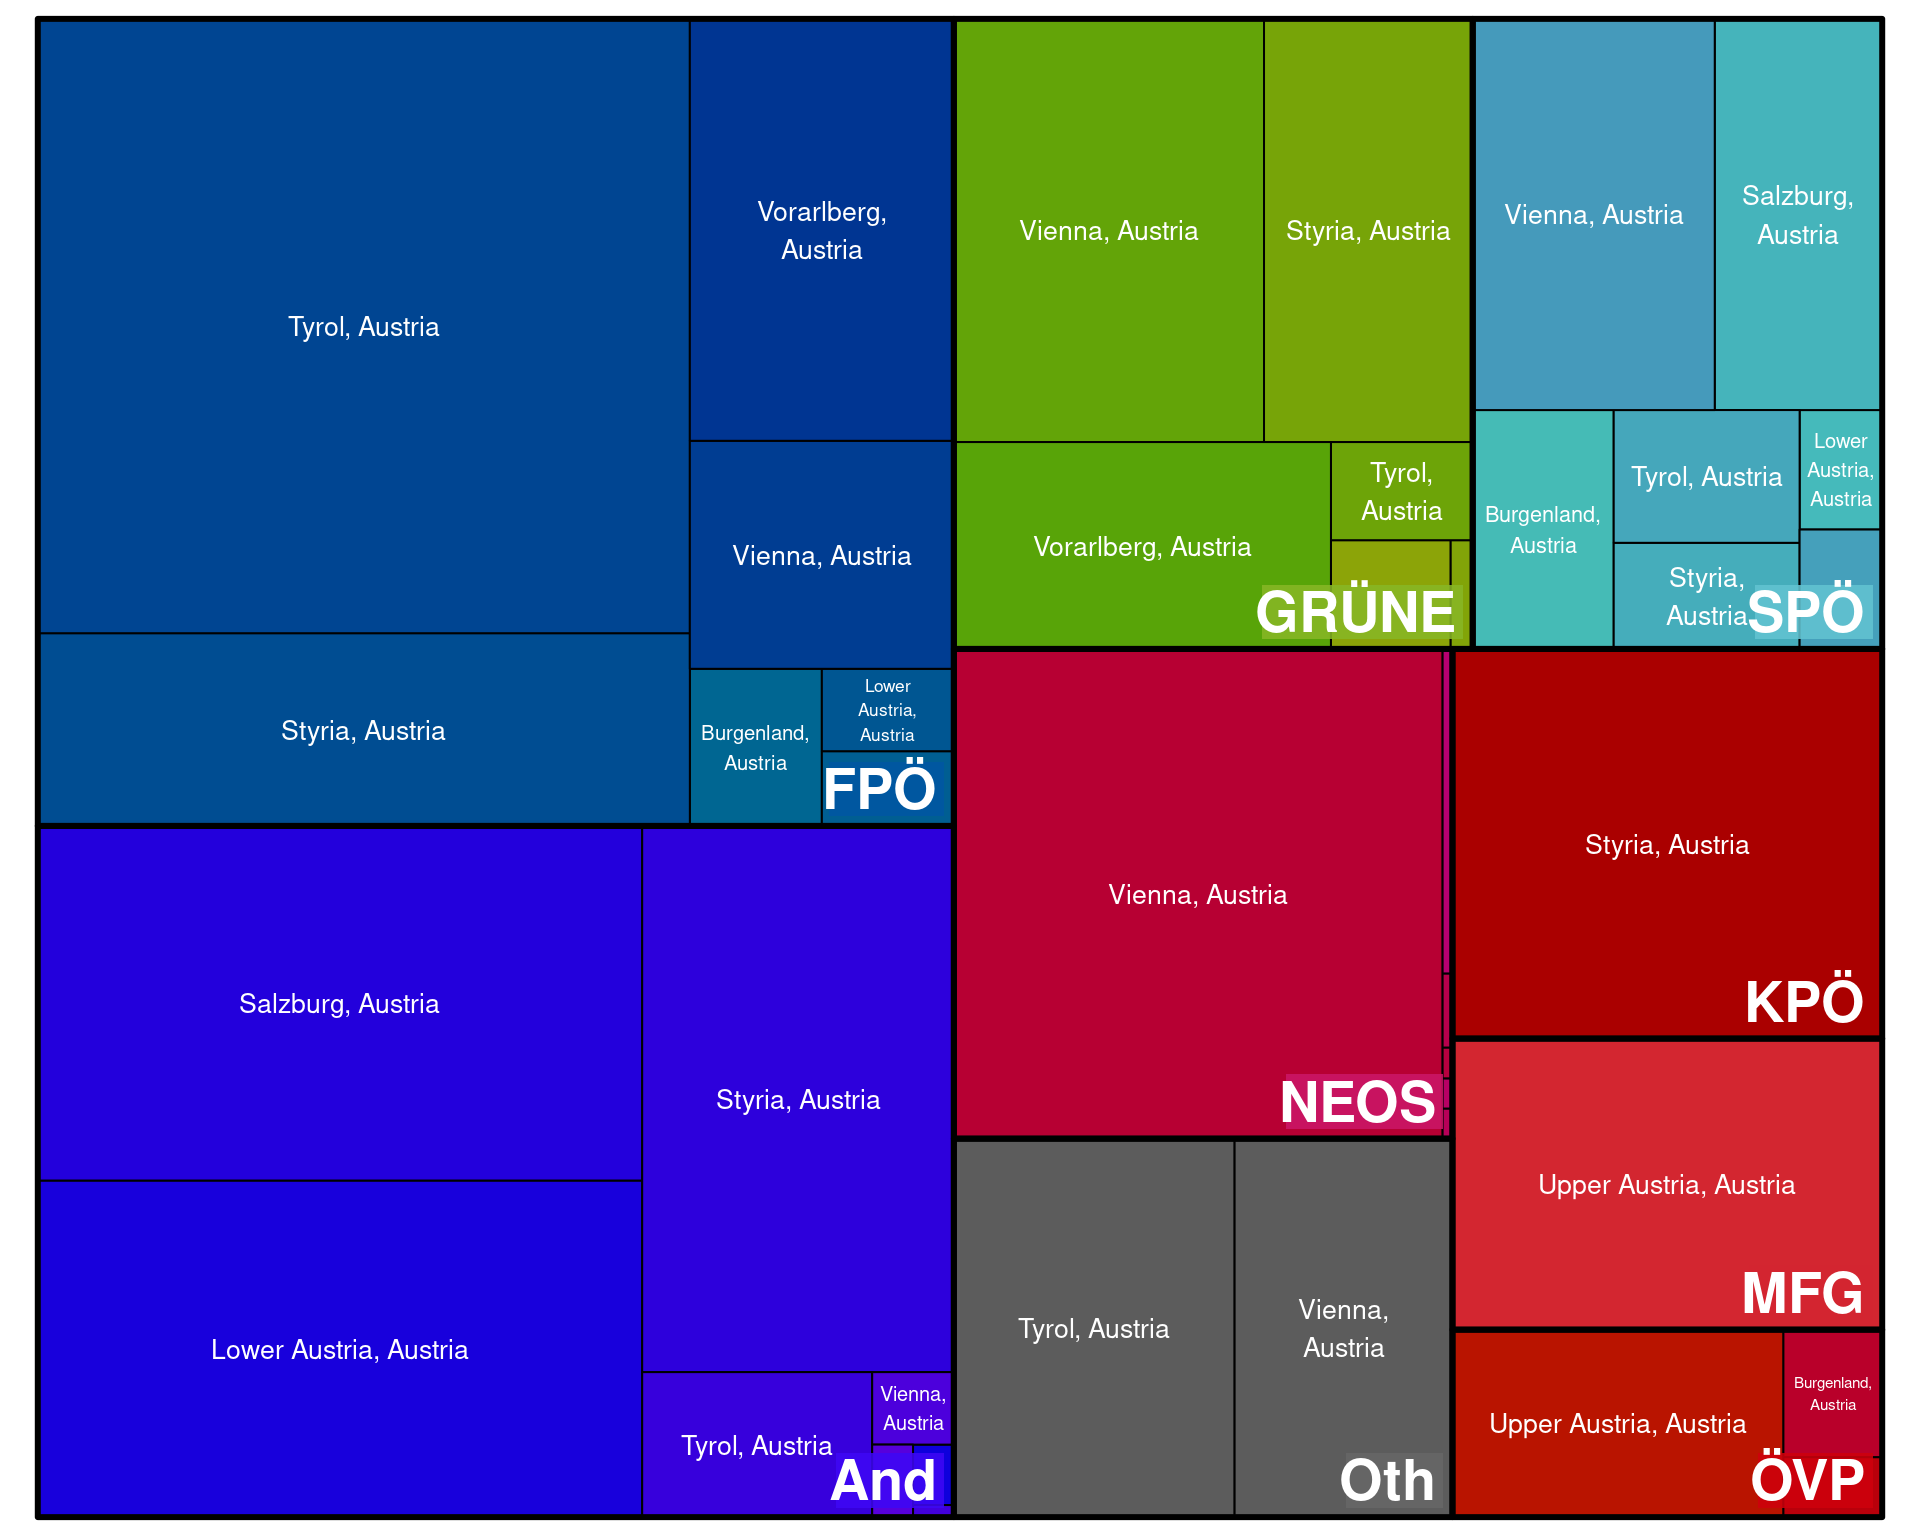 Tyrol, Austria
Styria, Austria
Vorarlberg,
Austria
Vienna, Austria
Burgenland,
Austria
Lower
Austria,
Austria
FPÖ
Salzburg, Austria
Lower Austria, Austria
Styria, Austria
Tyrol, Austria
Vienna,
Austria
And
Vienna, Austria
Styria, Austria
Vorarlberg, Austria
Tyrol,
Austria
GRÜNE
Vienna, Austria
Salzburg,
Austria
Burgenland,
Austria
Tyrol, Austria
Styria,
Austria
Lower
Austria,
Austria
SPÖ
Vienna, Austria
NEOS
Styria, Austria
KPÖ
Tyrol, Austria
Vienna,
Austria
Oth
Upper Austria, Austria
MFG
Upper Austria, Austria
Burgenland,
Austria
ÖVP